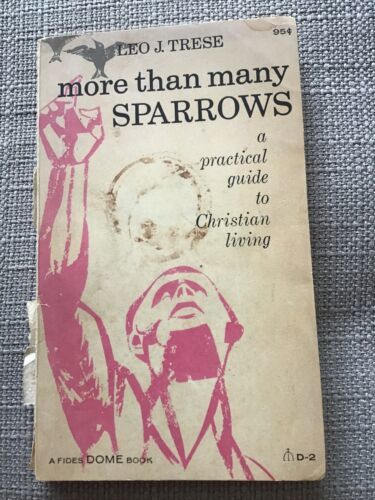 LEO J. TRESE
95¢
more than many
SPARROWS
a
practical
guide
to
Christian
living
A FIDES DOME BOOK
D-2